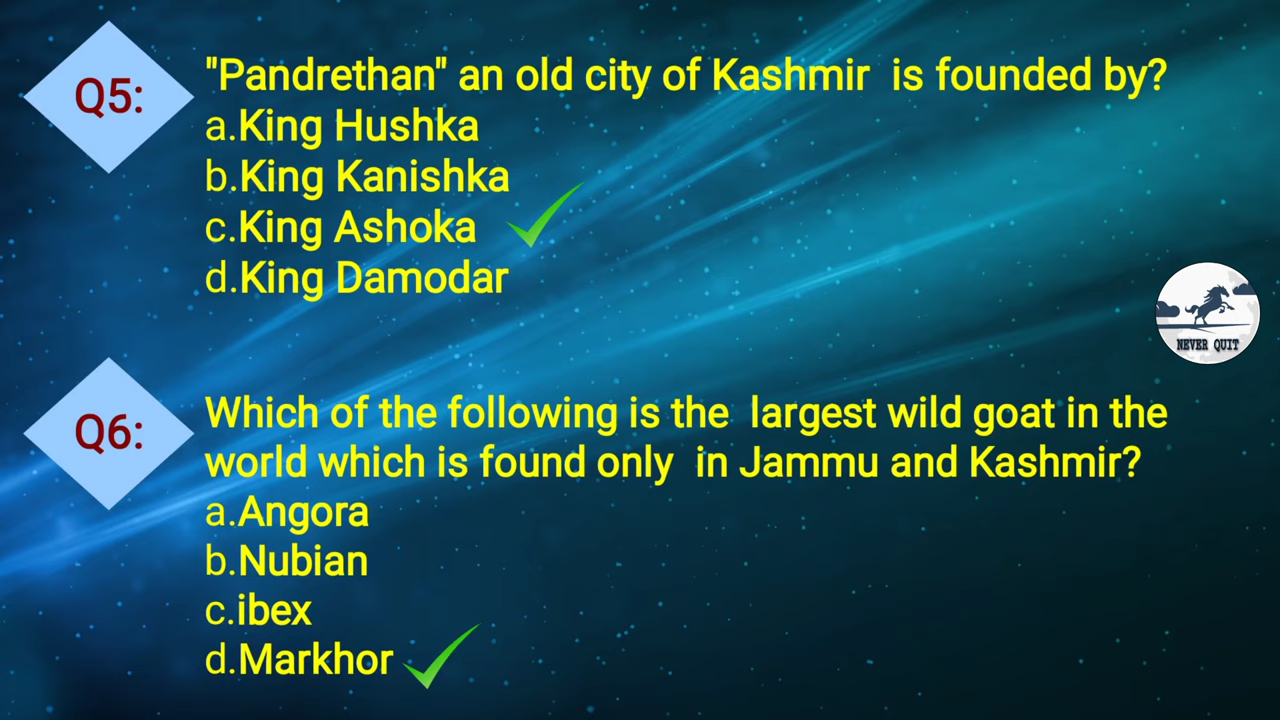 Q5:
"Pandrethan" an old city of Kashmir is founded by?
a.King Hushka
b.King Kanishka
c.King Ashoka
d.King Damodar
NEVER QUIT
Q6:
Which of the following is the largest wild goat in the
world which is found only in Jammu and Kashmir?
a.Angora
b.Nubian
c.ibex
d.Markhor